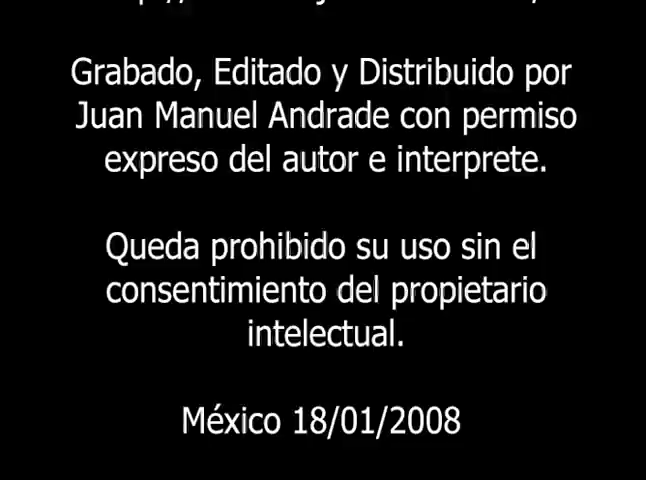 Grabado, Editado y Distribuido por
Juan Manuel Andrade con permiso
expreso del autor e interprete.
Queda prohibido su uso sin el
consentimiento del propietario
intelectual.
México 18/01/2008